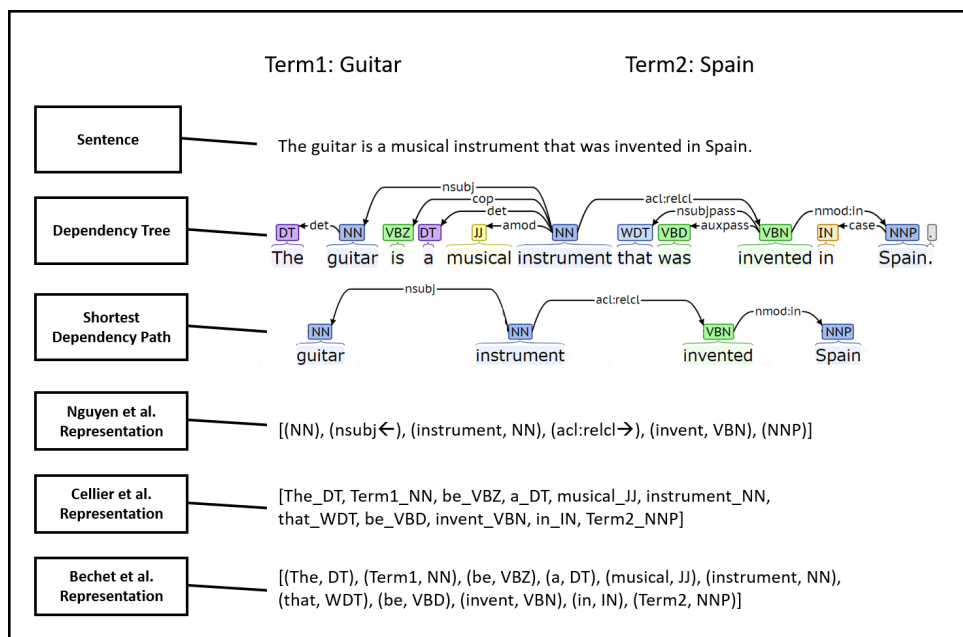 Term1: Guitar Term2: Spain
Sentence
The guitar is a musical instrument that was invented in Spain.
Dependency Tree
nsubj
cop
det
acl:relcl
nsubjpass
nmod:in
det
amod
auxpass
case
DT NN VBZ DT JJ NN WDT VBD VBN IN NNP .
The guitar is a musical instrument that was invented in Spain.
Shortest
Dependency Path
nsubj
acl:relcl
nmod:in
NN NN VBN NNP
guitar instrument invented Spain
Nguyen et al.
Representation
[(NN), (nsubj←), (instrument, NN), (acl:relcl→), (invent, VBN), (NNP)]
Cellier et al.
Representation
[The_DT, Term1_NN, be_VBZ, a_DT, musical_JJ, instrument_NN,
that_WDT, be_VBD, invent_VBN, in_IN, Term2_NNP]
Bechet et al.
Representation
[(The, DT), (Term1, NN), (be, VBZ), (a, DT), (musical, JJ), (instrument, NN),
(that, WDT), (be, VBD), (invent, VBN), (in, IN), (Term2, NNP)]